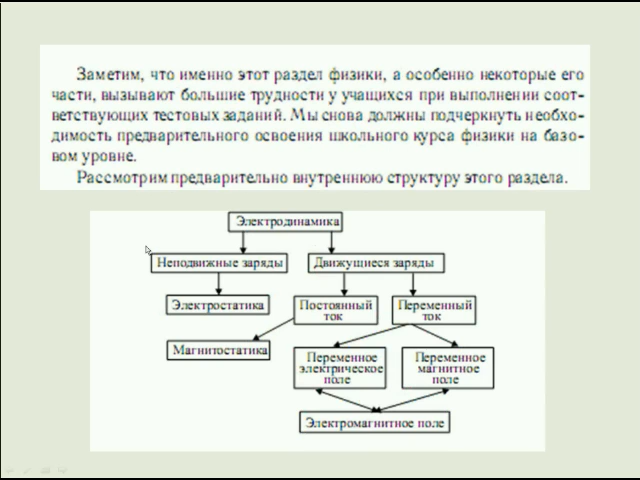 Заметим, что именно этот раздел физики, а особенно некоторые его
части, вызывают большие трудности у учащихся при выполнении соот-
ветствующих тестовых заданий. Мы снова должны подчеркнуть необхо-
димость предварительного освоения школьного курса физики на базо-
вом уровне.
Рассмотрим предварительно внутреннюю структуру этого раздела.
Электродинамика
Неподвижные заряды
Движущиеся заряды
Электростатика
Постоянный
ток
Переменный
ток
Магнитостатика
Переменное
электрическое
поле
Переменное
магнитное
поле
Электромагнитное поле